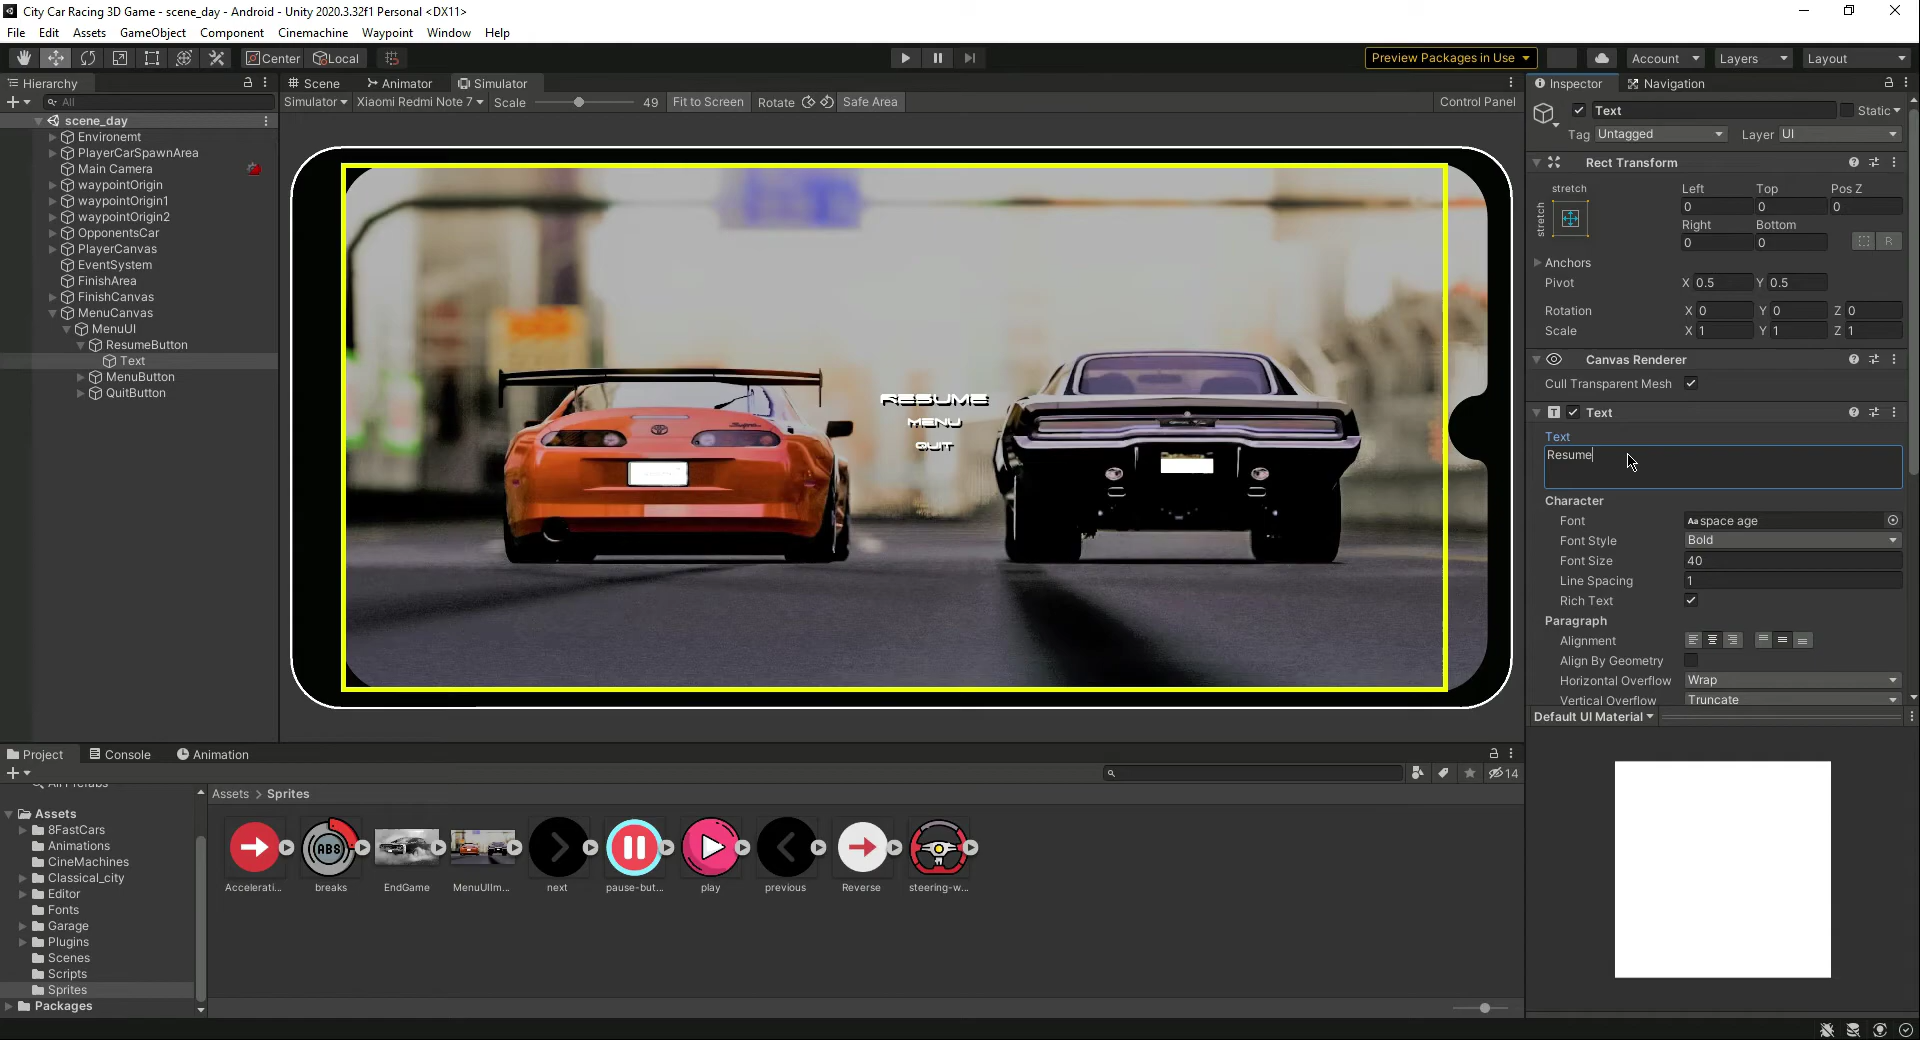 City Car Racing 3D Game - scene_day - Android - Unity 2020.3.32f1 Personal <DX11>
File Edit Assets GameObject Component Cinemachine Waypoint Window Help
Center Local Preview Packages in Use Account Layers Layout
Hierarchy Scene Animator Simulator Inspector Navigation
All
Simulator Xiaomi Redmi Note 7 Scale 49 Fit to Screen Rotate Safe Area Control Panel
scene_day
Environemt
PlayerCarSpawnArea
Main Camera
waypointOrigin
waypointOrigin1
waypointOrigin2
OpponentsCar
PlayerCanvas
EventSystem
FinishArea
FinishCanvas
MenuCanvas
MenuUI
ResumeButton
Text
MenuButton
QuitButton
RESUME
MENU
QUIT
Text Static
Tag Untagged Layer UI
Rect Transform
stretch Left Top Pos Z
stretch 0 0 0
Right Bottom
0 0 R
Anchors
Pivot X 0.5 Y 0.5
Rotation X 0 Y 0 Z 0
Scale X 1 Y 1 Z 1
Canvas Renderer
Cull Transparent Mesh
T Text
Text
Resume
Character
Font Aa space age
Font Style Bold
Font Size 40
Line Spacing 1
Rich Text
Paragraph
Alignment
Align By Geometry
Horizontal Overflow Wrap
Vertical Overflow Truncate
Default UI Material
Project Console Animation
14
All Prefabs
Assets
8FastCars
Animations
CineMachines
Classical_city
Editor
Fonts
Garage
Plugins
Scenes
Scripts
Sprites
Packages
Assets > Sprites
ABS
Accelerati... breaks EndGame MenuUIIm... next pause-but... play previous Reverse steering-w...